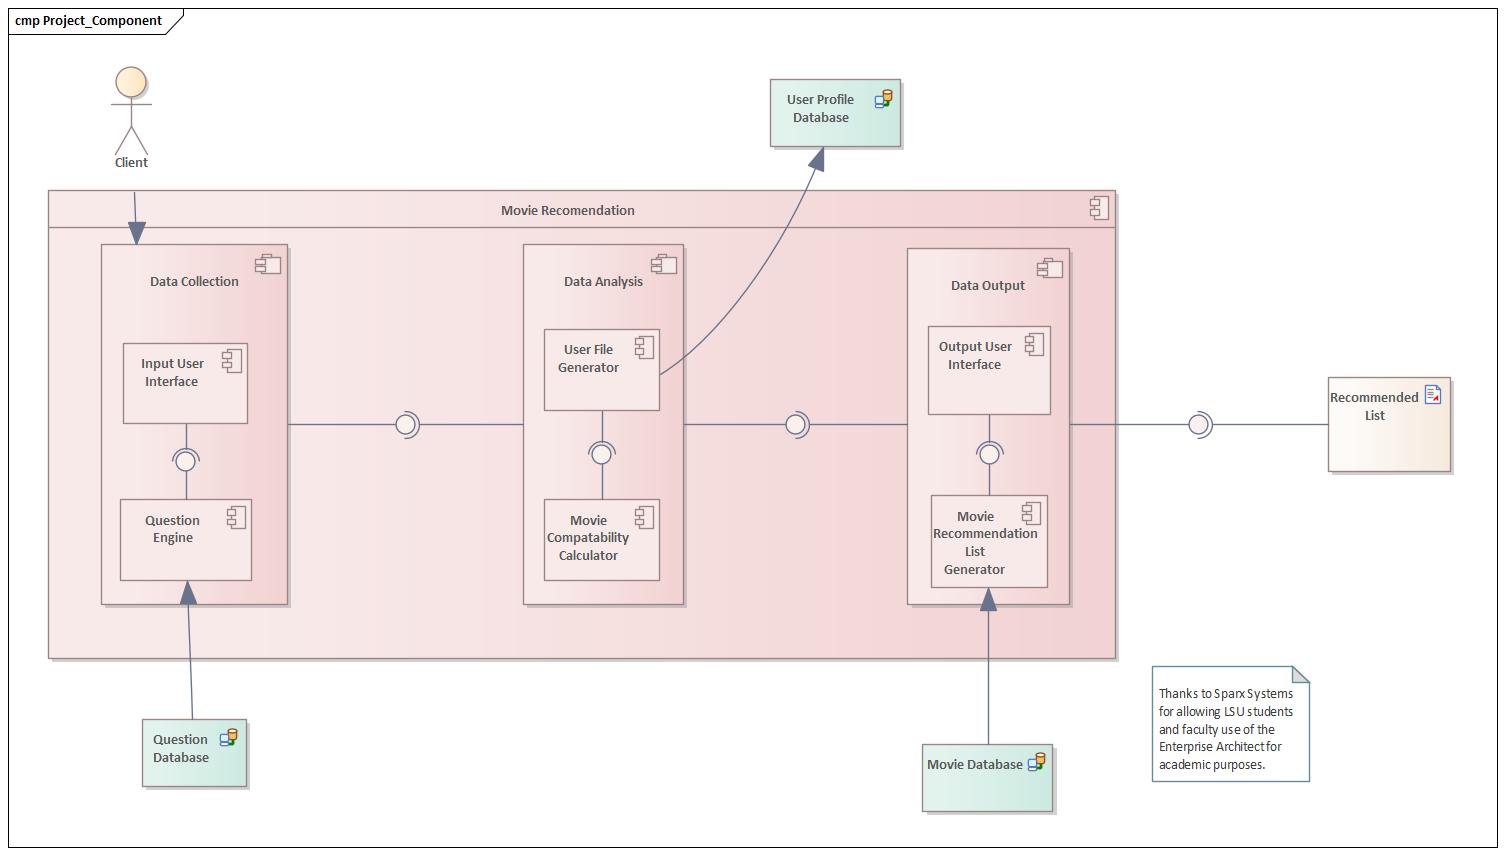 cmp Project_Component
Client
User Profile
Database
Movie Recomendation
Data Collection
Input User
Interface
Question
Engine
Data Analysis
User File
Generator
Movie
Compatability
Calculator
Data Output
Output User
Interface
Movie
Recommendation
List
Generator
Recommended
List
Question
Database
Movie Database
Thanks to Sparx Systems
for allowing LSU students
and faculty use of the
Enterprise Architect for
academic purposes.